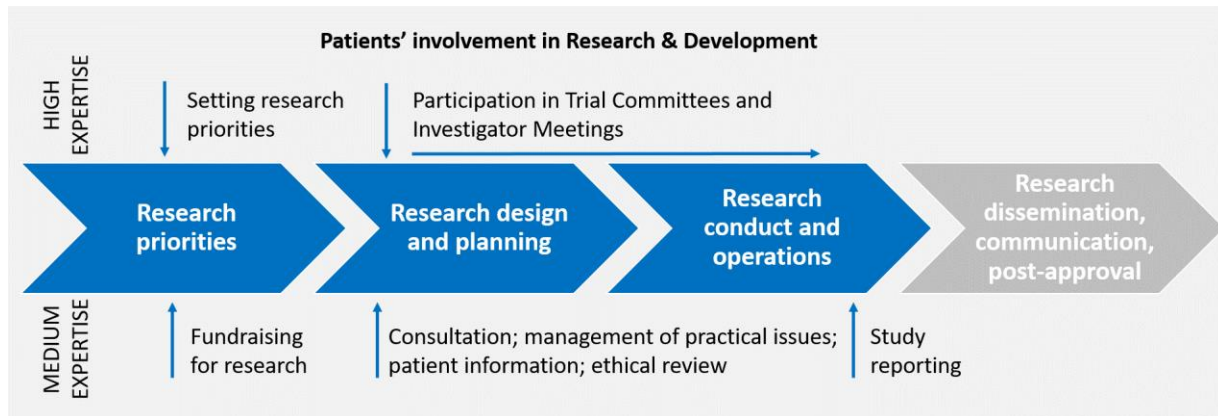 Patients’ involvement in Research & Development
HIGH
EXPERTISE
Setting research
priorities
Participation in Trial Committees and
Investigator Meetings
Research
priorities
Research design
and planning
Research
conduct and
operations
Research
dissemination,
communication,
post-approval
MEDIUM
EXPERTISE
Fundraising
for research
Consultation; management of practical issues;
patient information; ethical review
Study
reporting